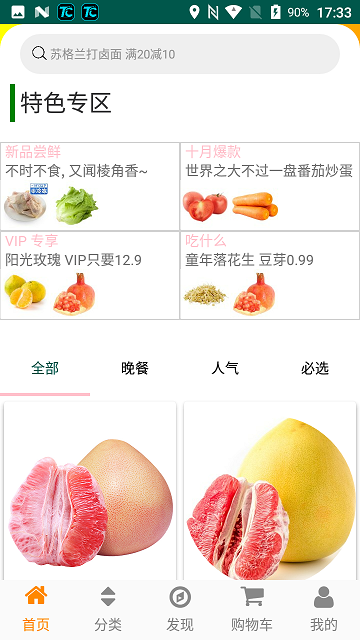 TC TC 90% 17:33
苏格兰打卤面 满20减10
特色专区
新品尝鲜
不时不食, 又闻棱角香~
十月爆款
世界之大不过一盘番茄炒蛋
VIP 专享
阳光玫瑰 VIP只要12.9
吃什么
童年落花生 豆芽0.99
全部 晚餐 人气 必选
首页 分类 发现 购物车 我的